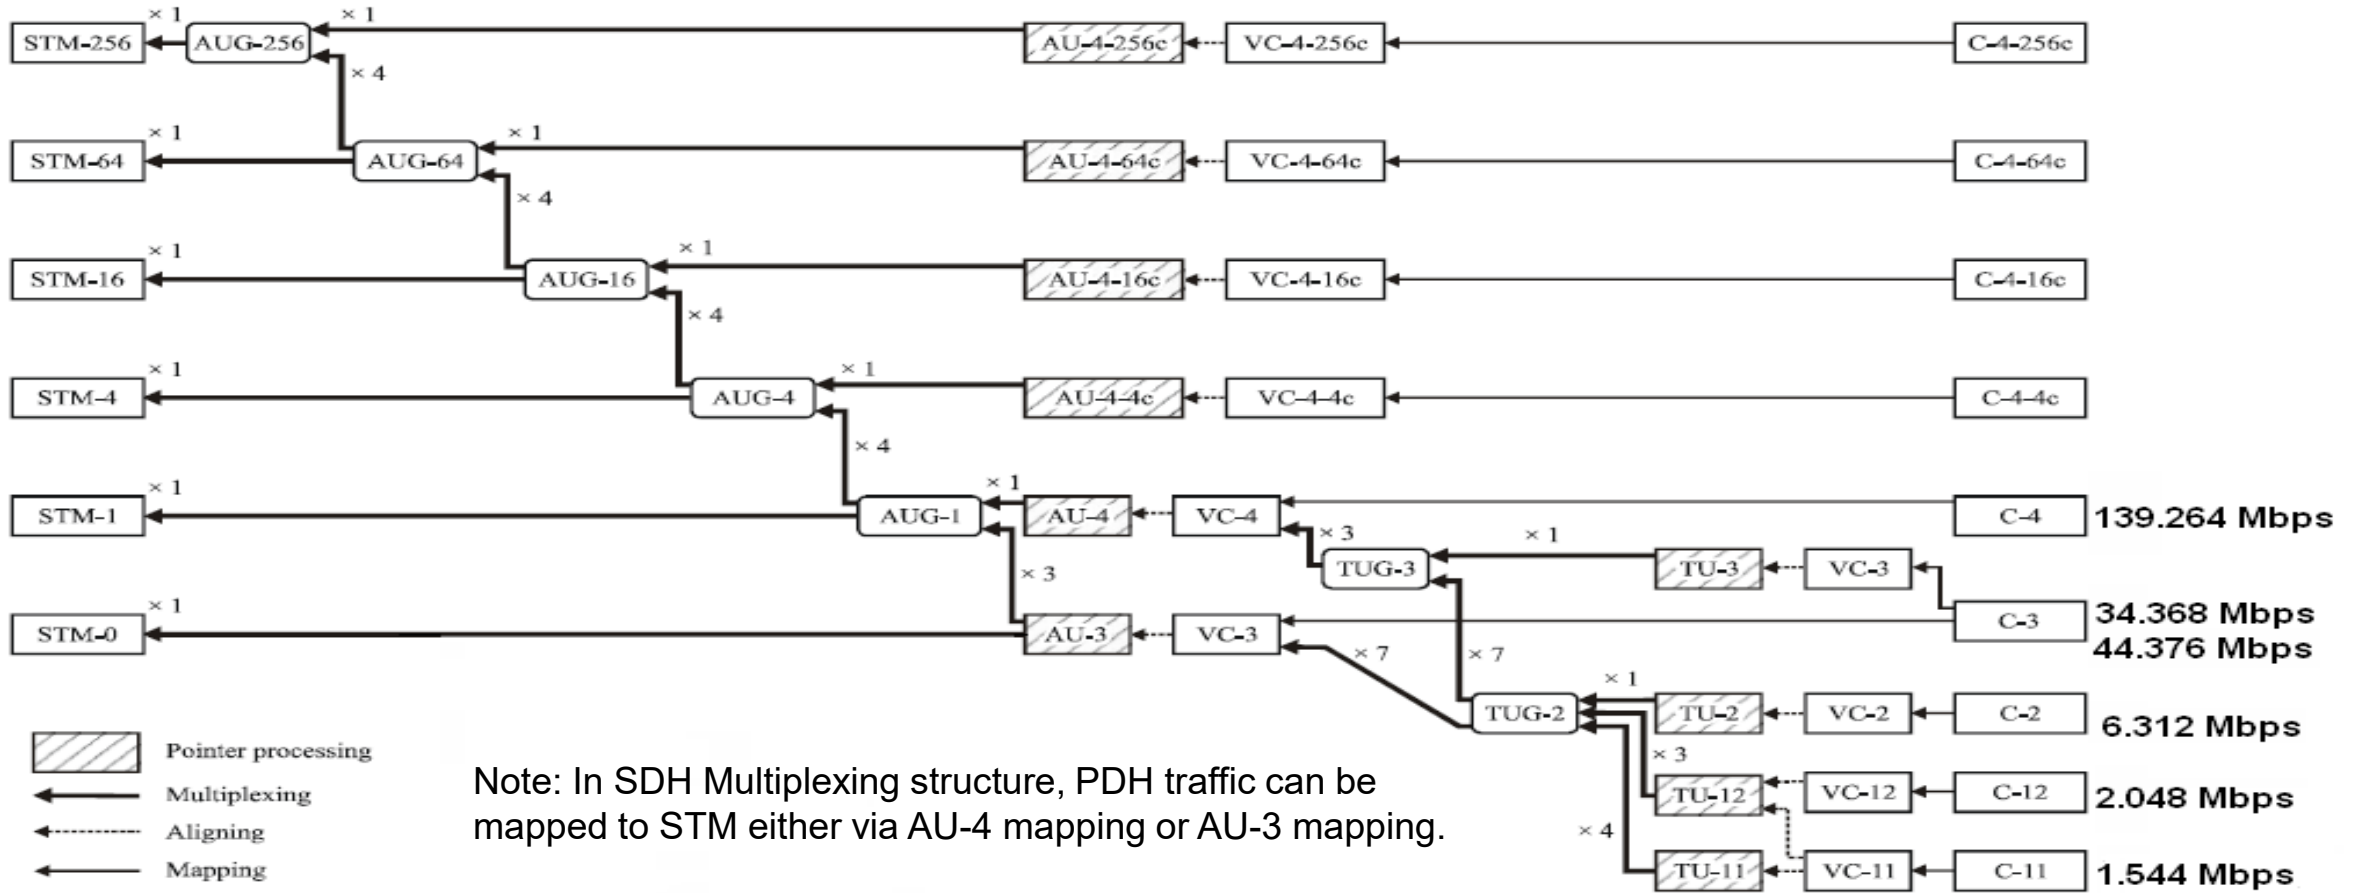 × 1 × 1
STM-256 AUG-256 AU-4-256c VC-4-256c C-4-256c
× 4
× 1 × 1
STM-64 AUG-64 AU-4-64c VC-4-64c C-4-64c
× 4
× 1 × 1
STM-16 AUG-16 AU-4-16c VC-4-16c C-4-16c
× 4
× 1 × 1
STM-4 AUG-4 AU-4-4c VC-4-4c C-4-4c
× 4
× 1 × 1
STM-1 AUG-1 AU-4 VC-4 C-4 139.264 Mbps
× 3 × 1
TUG-3 TU-3 VC-3
× 3
× 1
STM-0 AU-3 VC-3 C-3 34.368 Mbps
44.376 Mbps
× 7 × 7
× 1
TUG-2 TU-2 VC-2 C-2 6.312 Mbps
× 3
Pointer processing
Multiplexing
Aligning
Mapping
Note: In SDH Multiplexing structure, PDH traffic can be
mapped to STM either via AU-4 mapping or AU-3 mapping.
TU-12 VC-12 C-12 2.048 Mbps
× 4
TU-11 VC-11 C-11 1.544 Mbps